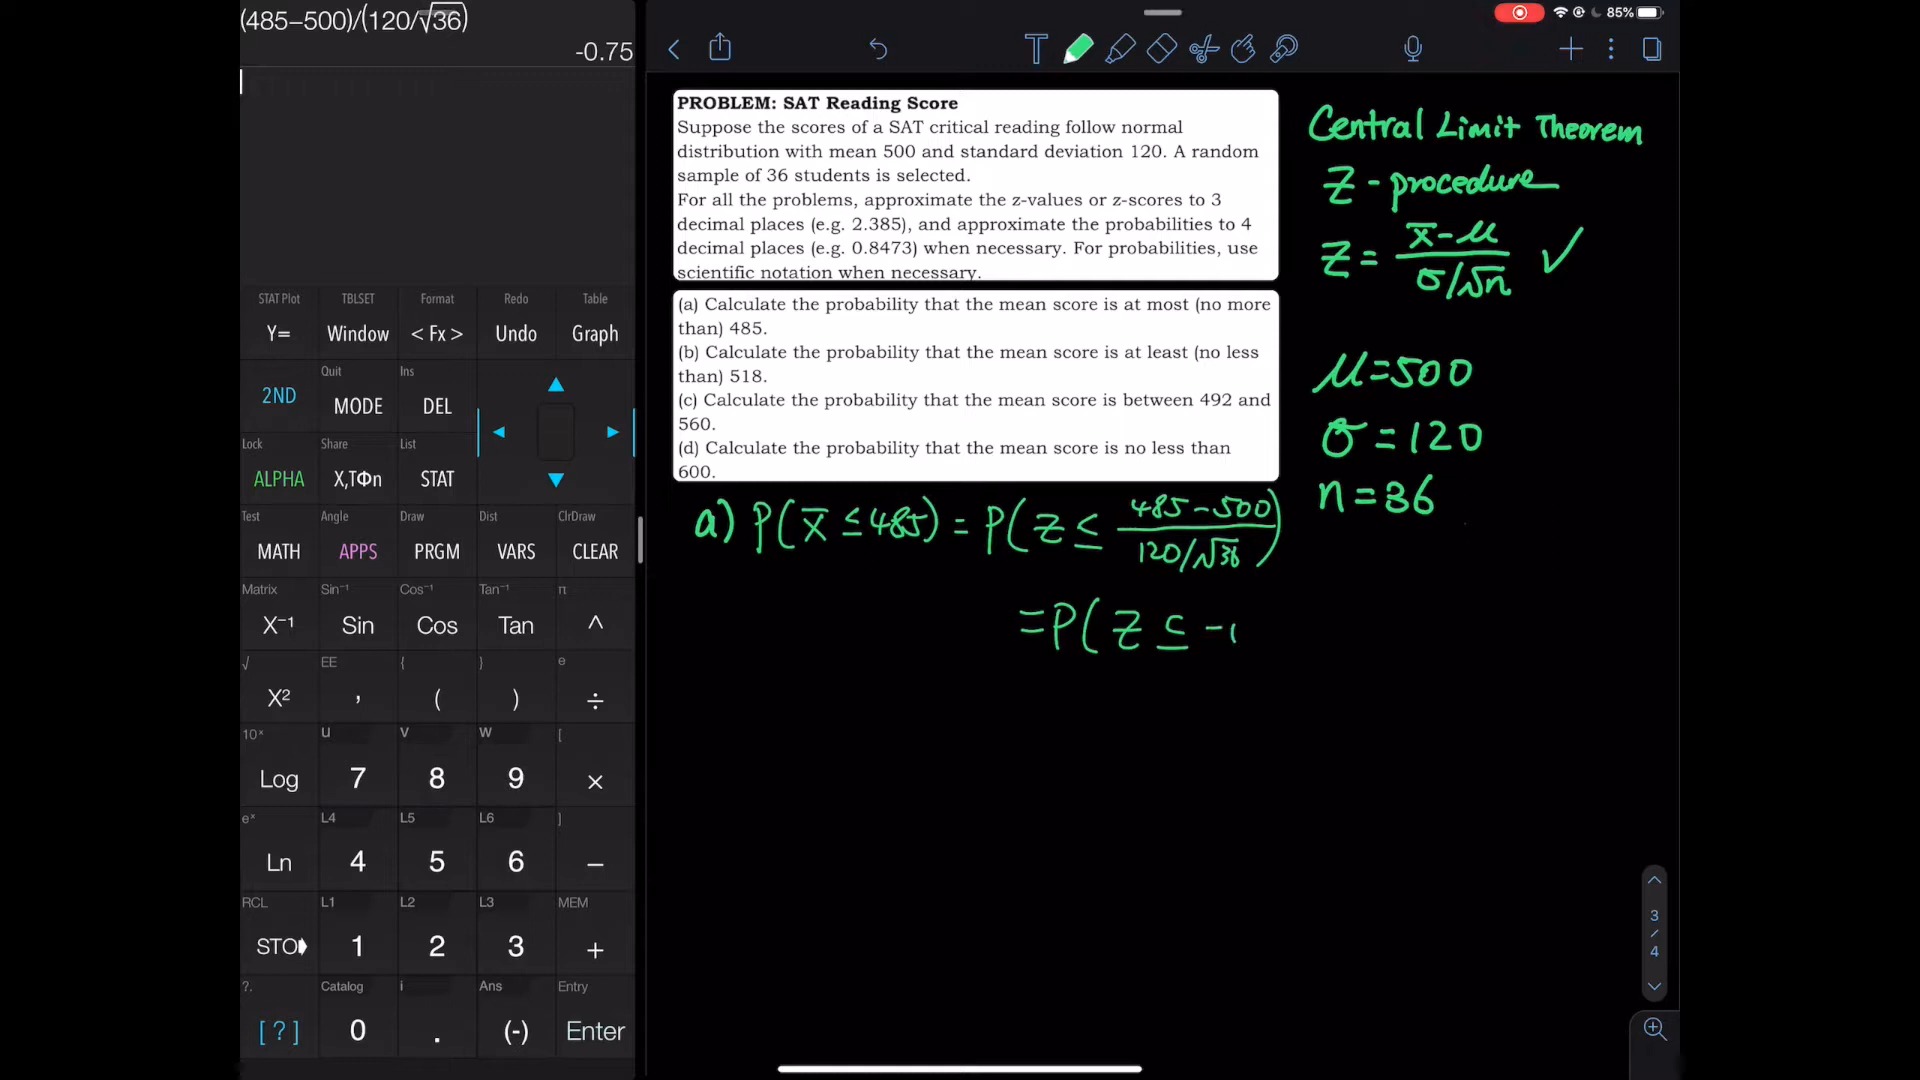 (485−500)/(120/√36)
-0.75
85%
T
PROBLEM: SAT Reading Score
Suppose the scores of a SAT critical reading follow normal
distribution with mean 500 and standard deviation 120. A random
sample of 36 students is selected.
For all the problems, approximate the z-values or z-scores to 3
decimal places (e.g. 2.385), and approximate the probabilities to 4
decimal places (e.g. 0.8473) when necessary. For probabilities, use
scientific notation when necessary.
(a) Calculate the probability that the mean score is at most (no more
than) 485.
(b) Calculate the probability that the mean score is at least (no less
than) 518.
(c) Calculate the probability that the mean score is between 492 and
560.
(d) Calculate the probability that the mean score is no less than
600.
Central Limit Theorem
Z - procedure
Z = (x̄-μ)/(σ/√n) ✓
μ=500
σ=120
n=36
a) P(x̄ ≤ 485) = P(Z ≤ (485-500)/(120/√36))
=P( Z ≤ -
STAT Plot TBLSET Format Redo Table
Y= Window < Fx > Undo Graph
Quit Ins
2ND MODE DEL
Lock Share List
ALPHA X,TΦn STAT
Test Angle Draw Dist ClrDraw
MATH APPS PRGM VARS CLEAR
Matrix Sin⁻¹ Cos⁻¹ Tan⁻¹ π
X⁻¹ Sin Cos Tan ^
√ EE { } e
X² , ( ) ÷
10ˣ u v w [
Log 7 8 9 ×
eˣ L4 L5 L6 ]
Ln 4 5 6 −
RCL L1 L2 L3 MEM
STO 1 2 3 +
?. Catalog i Ans Entry
[ ? ] 0 . (-) Enter
3
/
4